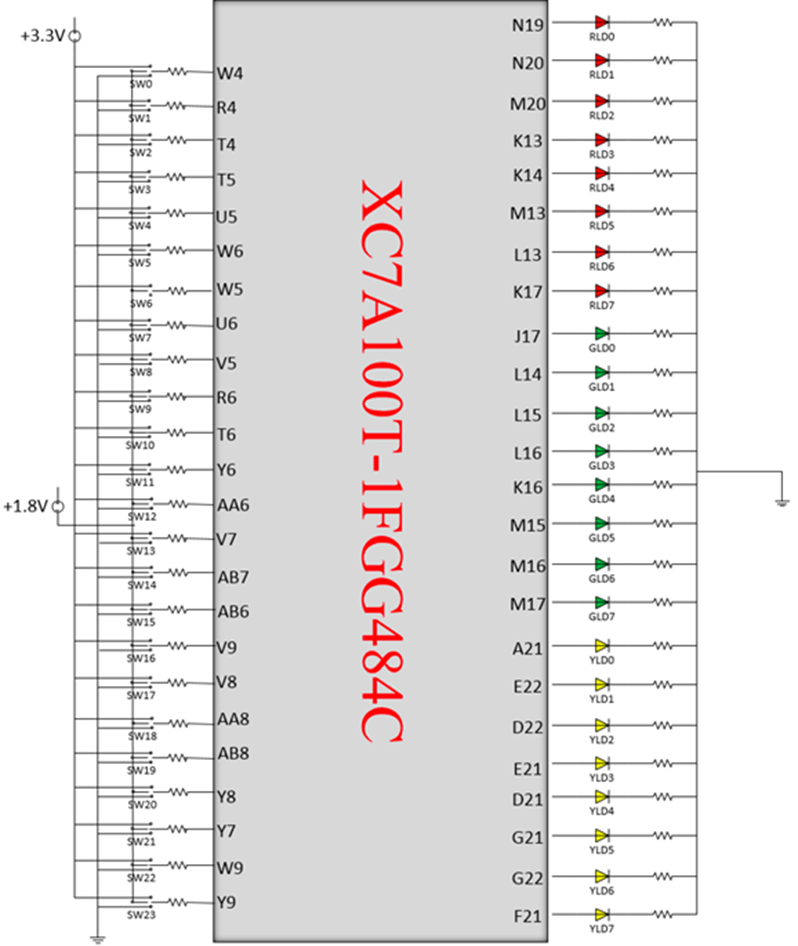 +3.3V
+1.8V
SW0
SW1
SW2
SW3
SW4
SW5
SW6
SW7
SW8
SW9
SW10
SW11
SW12
SW13
SW14
SW15
SW16
SW17
SW18
SW19
SW20
SW21
SW22
SW23
W4
R4
T4
T5
U5
W6
W5
U6
V5
R6
T6
Y6
AA6
V7
AB7
AB6
V9
V8
AA8
AB8
Y8
Y7
W9
Y9
XC7A100T-1FGG484C
N19
N20
M20
K13
K14
M13
L13
K17
J17
L14
L15
L16
K16
M15
M16
M17
A21
E22
D22
E21
D21
G21
G22
F21
RLD0
RLD1
RLD2
RLD3
RLD4
RLD5
RLD6
RLD7
GLD0
GLD1
GLD2
GLD3
GLD4
GLD5
GLD6
GLD7
YLD0
YLD1
YLD2
YLD3
YLD4
YLD5
YLD6
YLD7